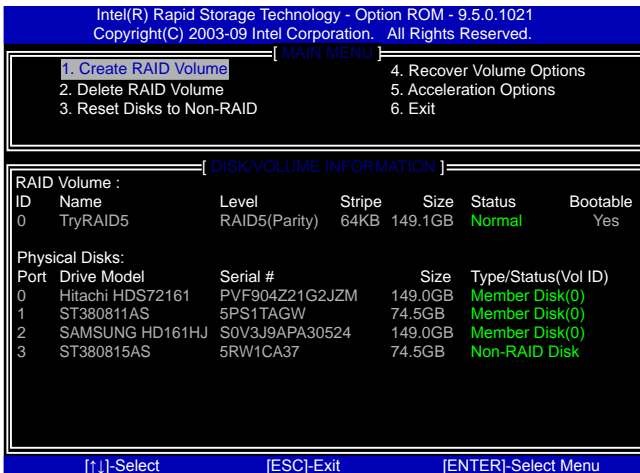 Intel(R) Rapid Storage Technology - Option ROM - 9.5.0.1021
Copyright(C) 2003-09 Intel Corporation. All Rights Reserved.
[ MAIN MENU ]
1. Create RAID Volume
4. Recover Volume Options
2. Delete RAID Volume
5. Acceleration Options
3. Reset Disks to Non-RAID
6. Exit
[ DISK/VOLUME INFORMATION ]
RAID Volume :
ID Name Level Stripe Size Status Bootable
0 TryRAID5 RAID5(Parity) 64KB 149.1GB Normal Yes
Physical Disks:
Port Drive Model Serial # Size Type/Status(Vol ID)
0 Hitachi HDS72161 PVF904Z21G2JZM 149.0GB Member Disk(0)
1 ST380811AS 5PS1TAGW 74.5GB Member Disk(0)
2 SAMSUNG HD161HJ S0V3J9APA30524 149.0GB Member Disk(0)
3 ST380815AS 5RW1CA37 74.5GB Non-RAID Disk
[↑↓]-Select [ESC]-Exit [ENTER]-Select Menu